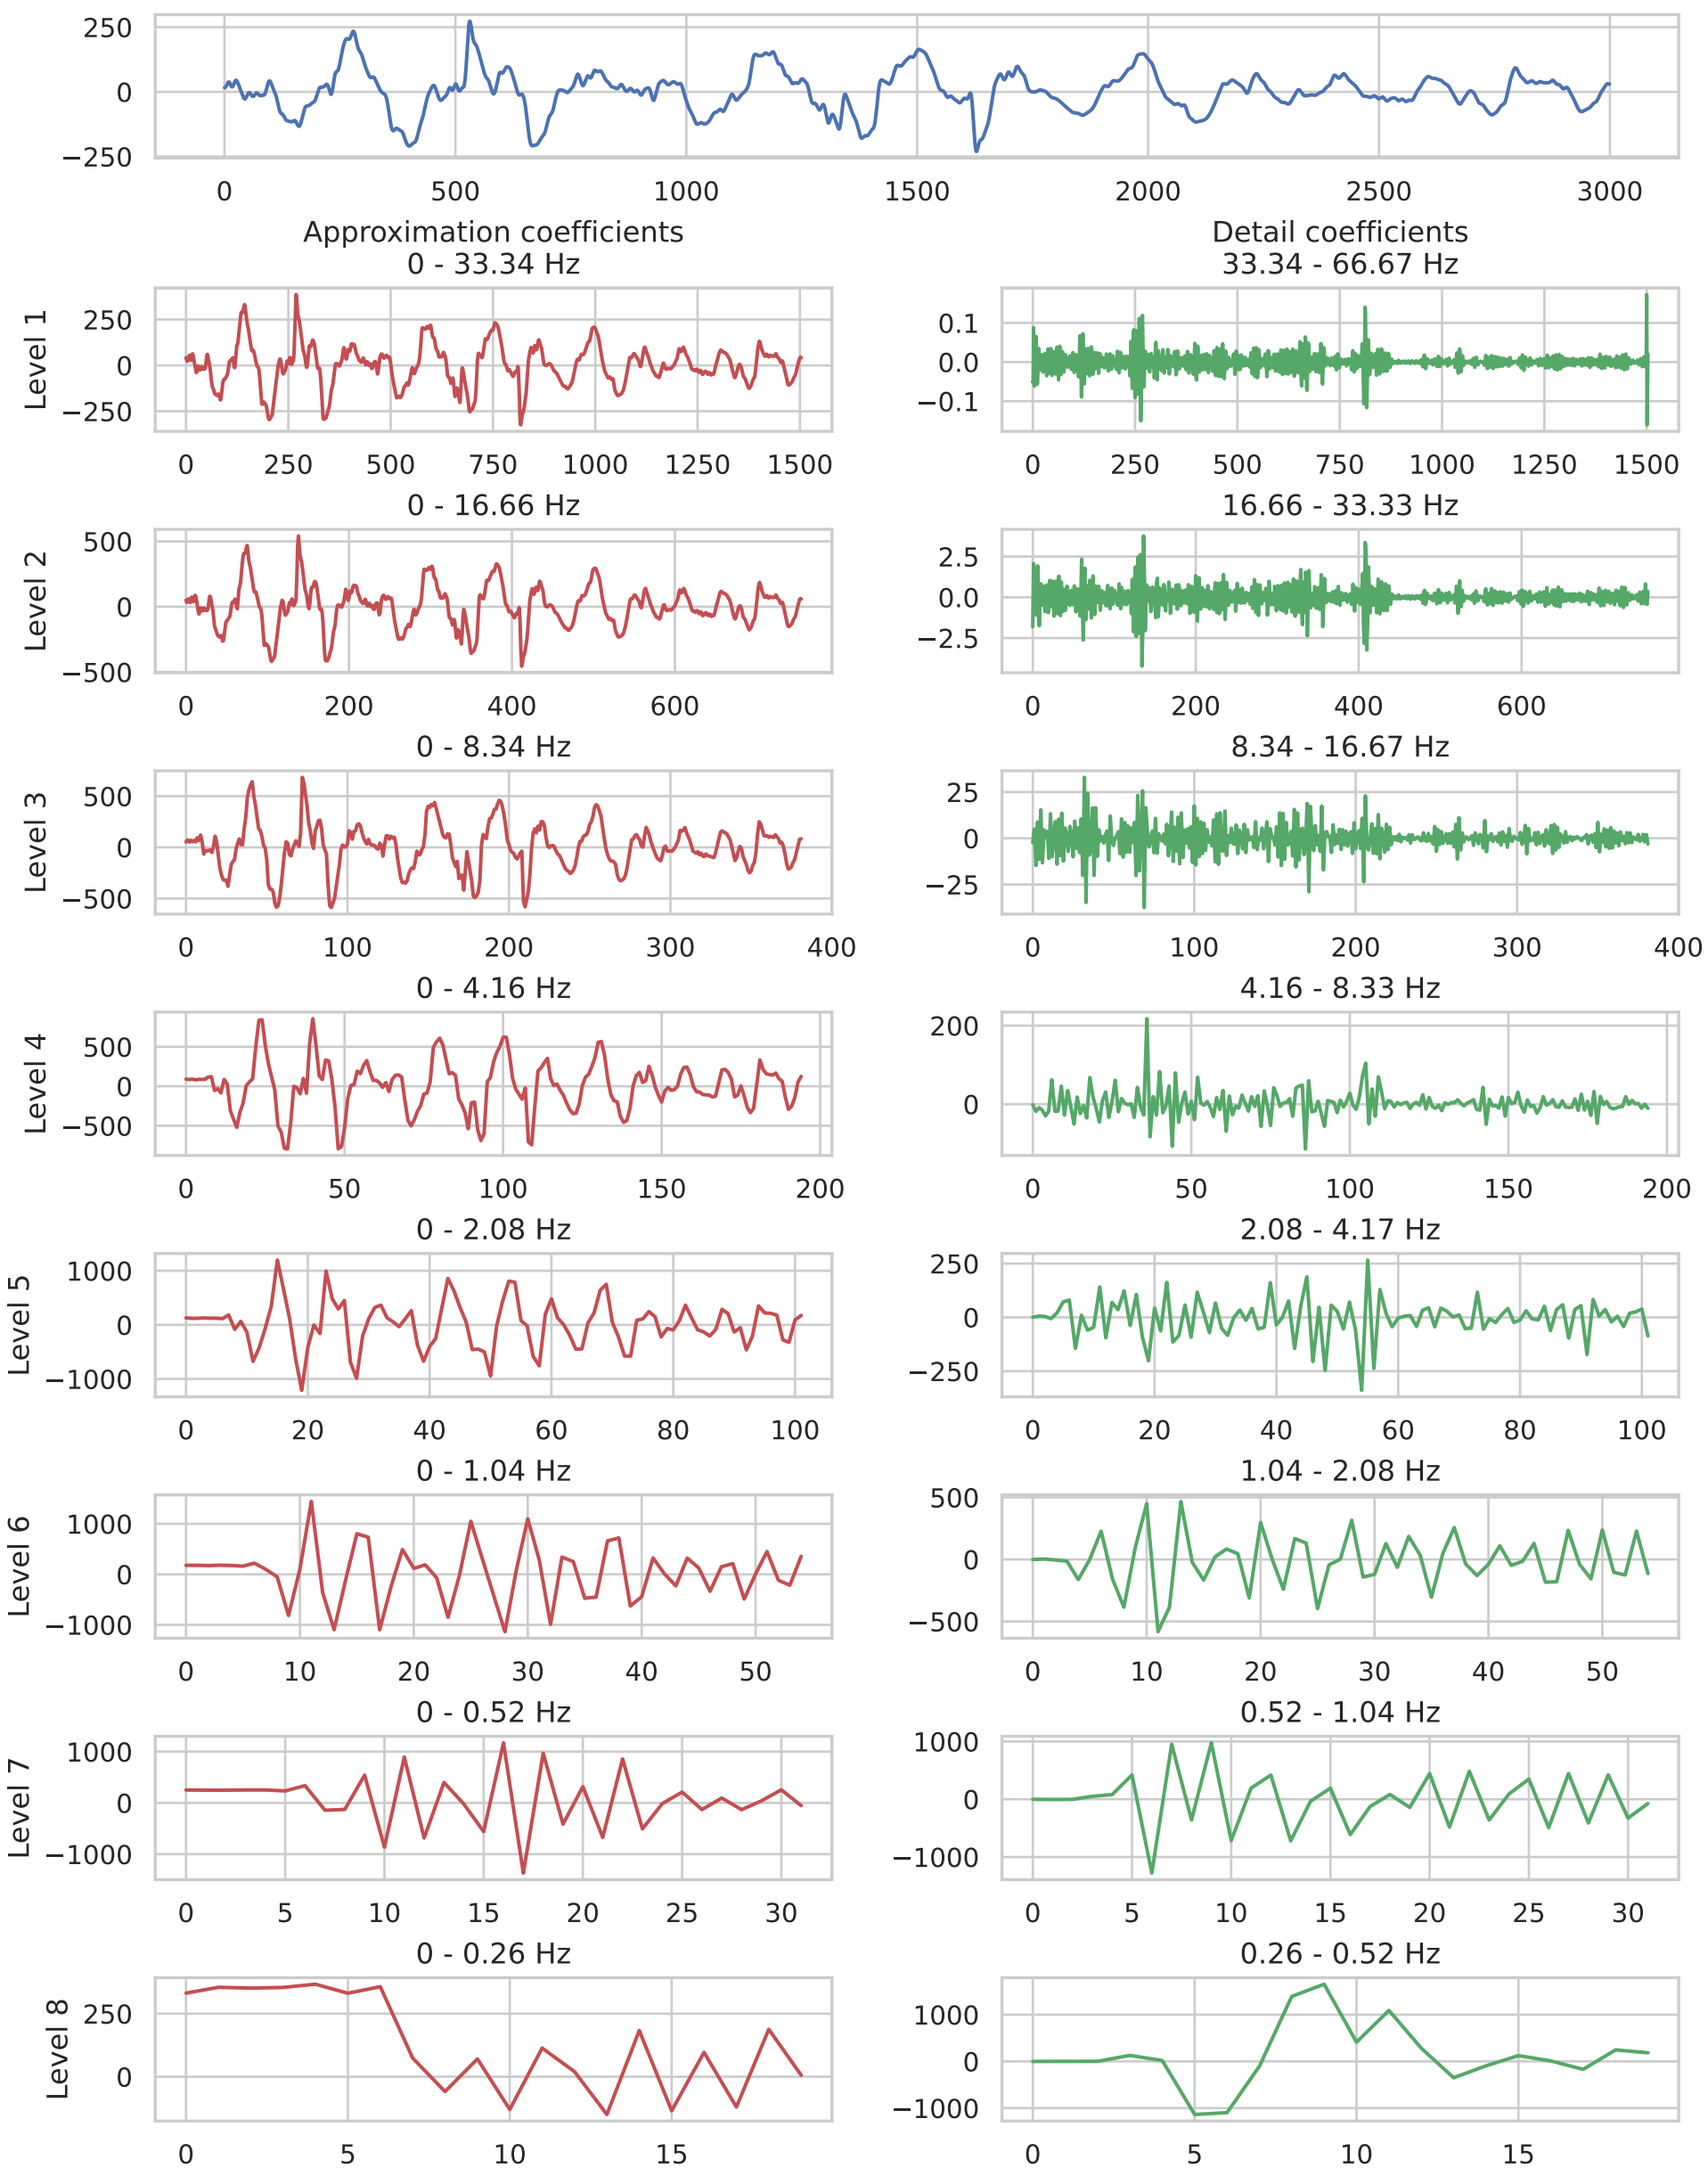 250
0
−250
0 500 1000 1500 2000 2500 3000
Approximation coefficients Detail coefficients
0 - 33.34 Hz 33.34 - 66.67 Hz
Level 1
250
0
−250
0 250 500 750 1000 1250 1500
0.1
0.0
−0.1
0 250 500 750 1000 1250 1500
0 - 16.66 Hz 16.66 - 33.33 Hz
Level 2
500
0
−500
0 200 400 600
2.5
0.0
−2.5
0 200 400 600
0 - 8.34 Hz 8.34 - 16.67 Hz
Level 3
500
0
−500
0 100 200 300 400
25
0
−25
0 100 200 300 400
0 - 4.16 Hz 4.16 - 8.33 Hz
Level 4
500
0
−500
0 50 100 150 200
200
0
0 50 100 150 200
0 - 2.08 Hz 2.08 - 4.17 Hz
Level 5
1000
0
−1000
0 20 40 60 80 100
250
0
−250
0 20 40 60 80 100
0 - 1.04 Hz 1.04 - 2.08 Hz
Level 6
1000
0
−1000
0 10 20 30 40 50
500
0
−500
0 10 20 30 40 50
0 - 0.52 Hz 0.52 - 1.04 Hz
Level 7
1000
0
−1000
0 5 10 15 20 25 30
1000
0
−1000
0 5 10 15 20 25 30
0 - 0.26 Hz 0.26 - 0.52 Hz
Level 8
250
0
0 5 10 15
1000
0
−1000
0 5 10 15